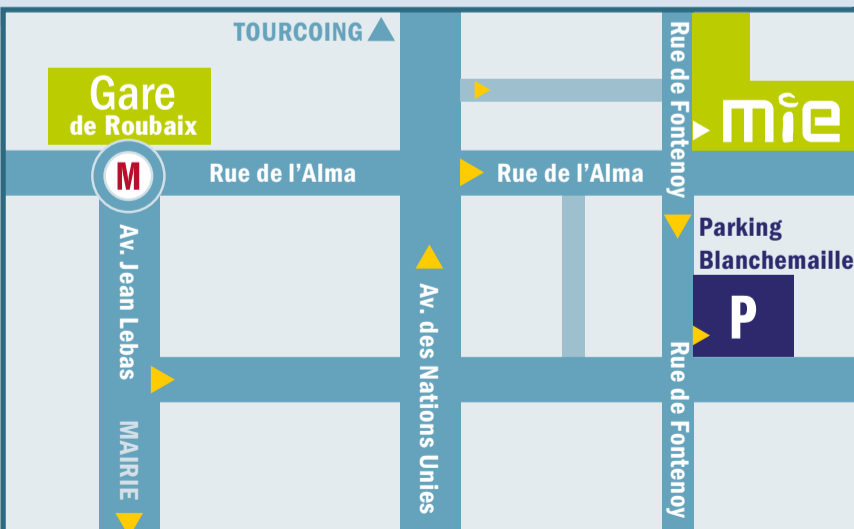 TOURCOING
Gare
de Roubaix
M
Rue de l'Alma
Rue de l'Alma
Rue de Fontenoy
mie
Parking
Blanchemaille
P
Av. Jean Lebas
MAIRIE
Av. des Nations Unies
Rue de Fontenoy